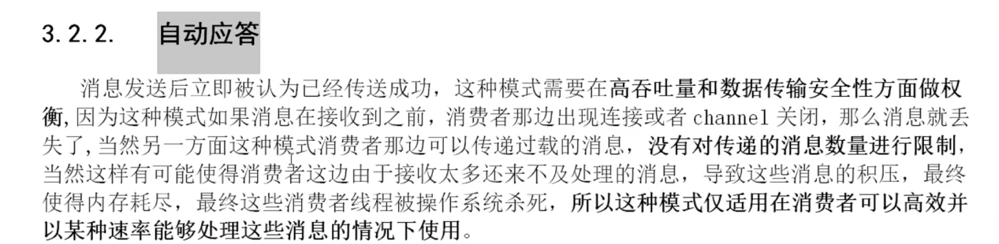 3.2.2. 自动应答
消息发送后立即被认为已经传送成功，这种模式需要在高吞吐量和数据传输安全性方面做权
衡,因为这种模式如果消息在接收到之前，消费者那边出现连接或者 channel 关闭，那么消息就丢
失了,当然另一方面这种模式消费者那边可以传递过载的消息，没有对传递的消息数量进行限制，
当然这样有可能使得消费者这边由于接收太多还来不及处理的消息，导致这些消息的积压，最终
使得内存耗尽，最终这些消费者线程被操作系统杀死，所以这种模式仅适用在消费者可以高效并
以某种速率能够处理这些消息的情况下使用。